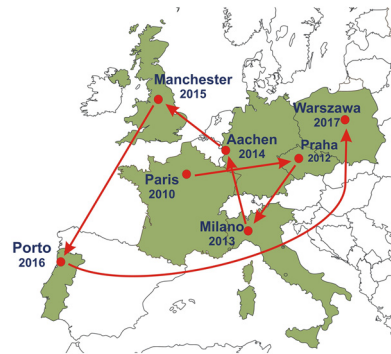 Manchester
2015
Warszawa
2017
Aachen
2014
Praha
2012
Paris
2010
Milano
2013
Porto
2016